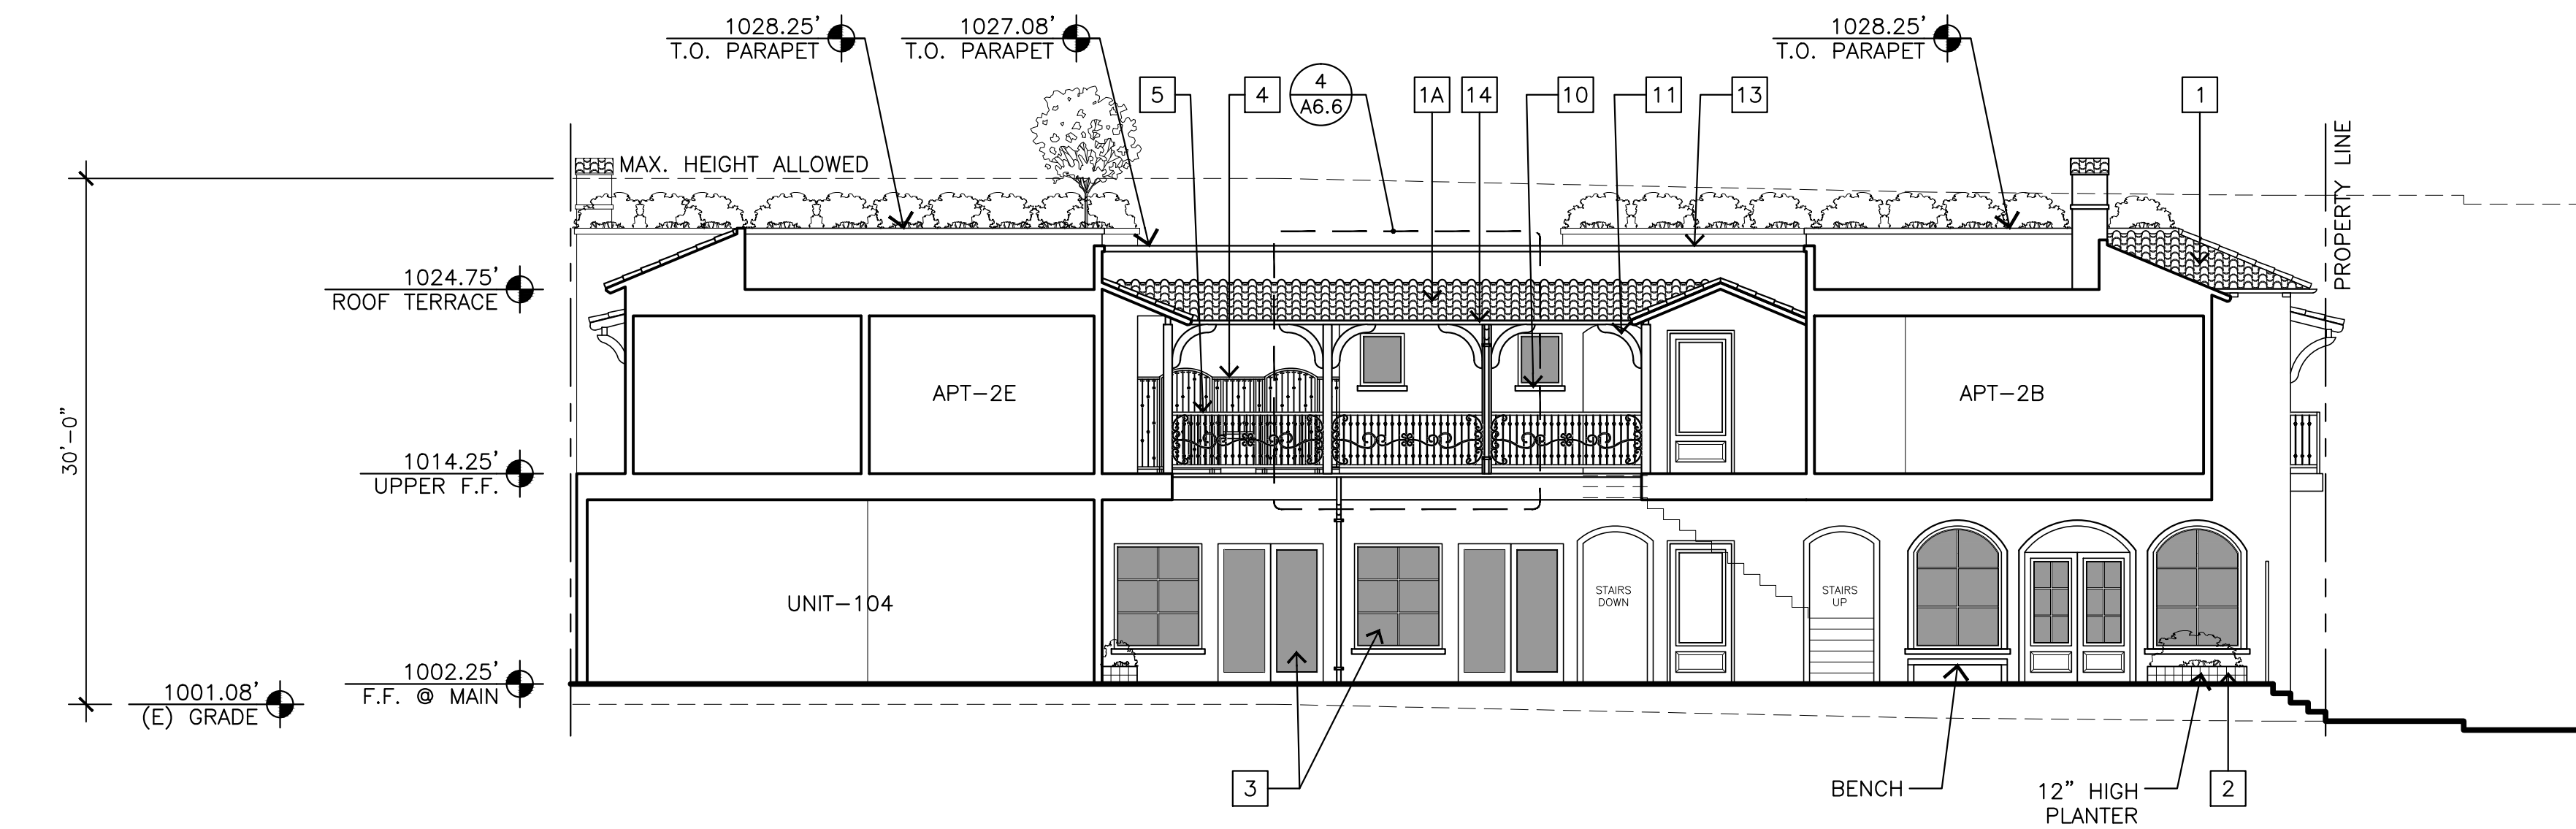 1028.25'
T.O. PARAPET
1027.08'
T.O. PARAPET
1028.25'
T.O. PARAPET
5
4
4
A6.6
1A
14
10
11
13
1
MAX. HEIGHT ALLOWED
PROPERTY LINE
1024.75'
ROOF TERRACE
30'-0"
APT-2E
APT-2B
1014.25'
UPPER F.F.
UNIT-104
STAIRS
DOWN
STAIRS
UP
1002.25'
F.F. @ MAIN
1001.08'
(E) GRADE
3
BENCH
12" HIGH
PLANTER
2